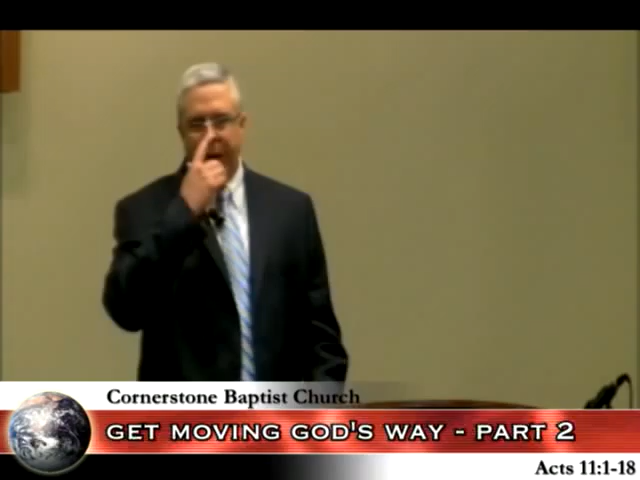 Cornerstone Baptist Church
GET MOVING GOD'S WAY - PART 2
Acts 11:1-18